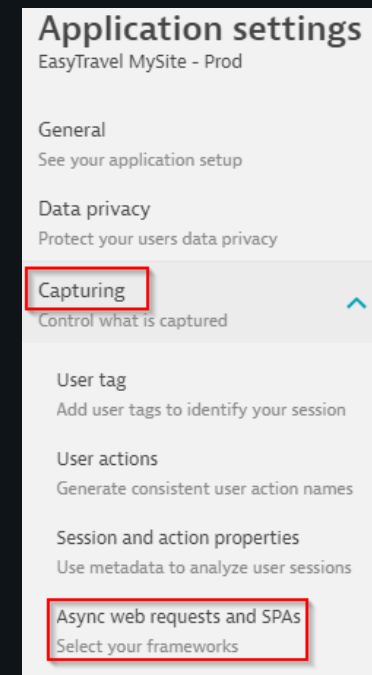 Application settings
EasyTravel MySite - Prod
General
See your application setup
Data privacy
Protect your users data privacy
Capturing
Control what is captured
User tag
Add user tags to identify your session
User actions
Generate consistent user action names
Session and action properties
Use metadata to analyze user sessions
Async web requests and SPAs
Select your frameworks